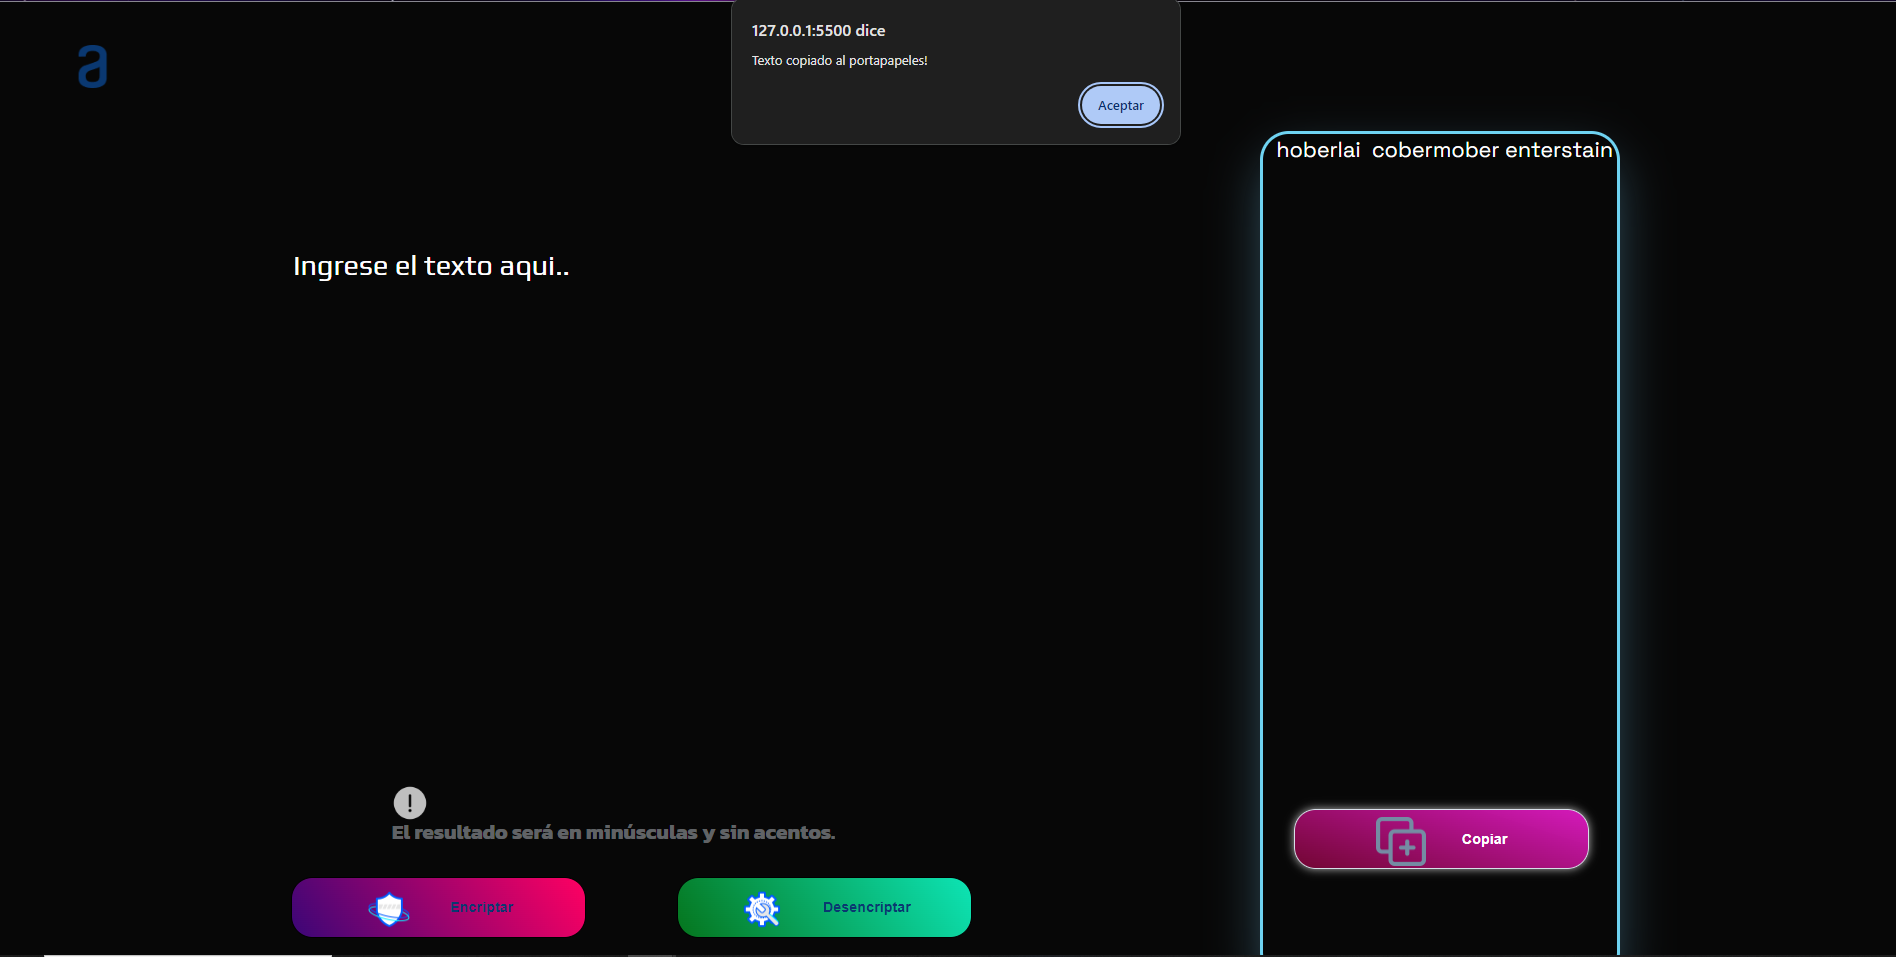 127.0.0.1:5500 dice
Texto copiado al portapapeles!
Aceptar
a
hoberlai  cobermober enterstain
Ingrese el texto aqui..
El resultado será en minúsculas y sin acentos.
Copiar
Encriptar
Desencriptar